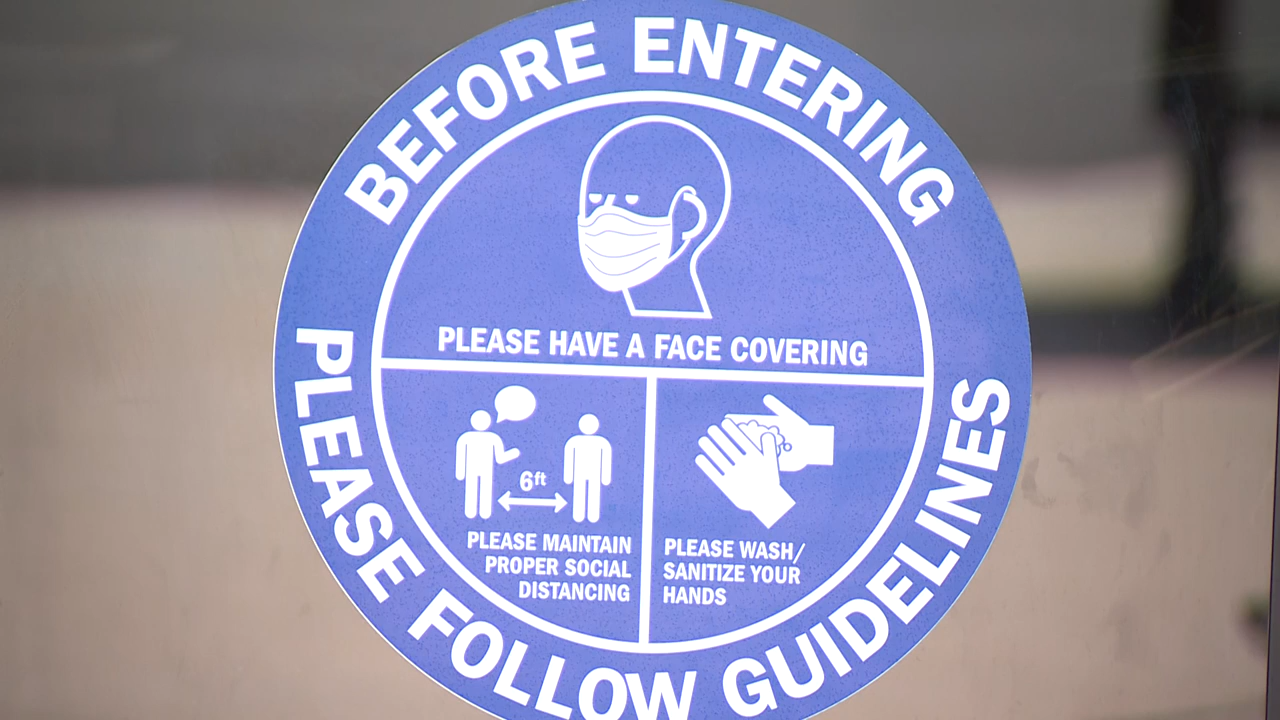 BEFORE ENTERING
PLEASE HAVE A FACE COVERING
6ft
PLEASE MAINTAIN
PROPER SOCIAL
DISTANCING
PLEASE WASH/
SANITIZE YOUR
HANDS
PLEASE FOLLOW GUIDELINES